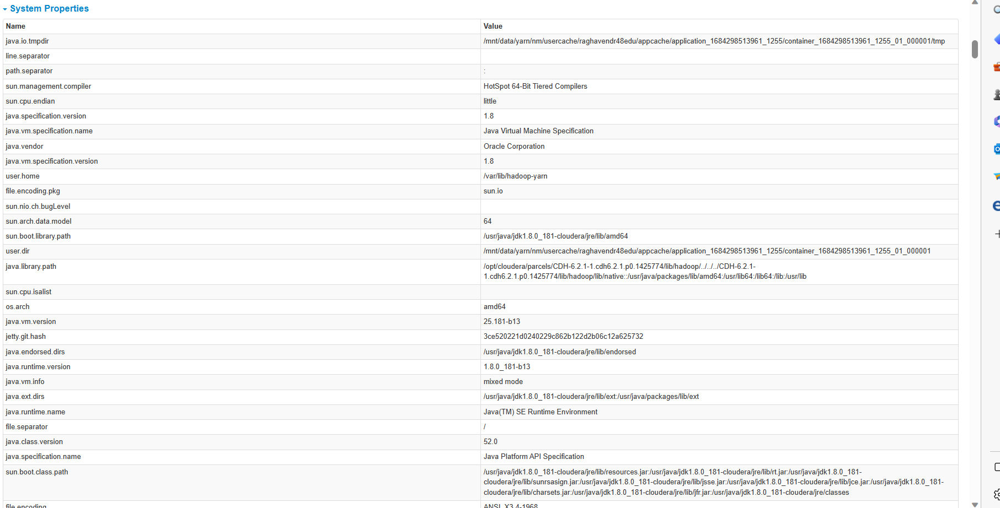 System Properties
Name Value
java.io.tmpdir /mnt/data/yarn/nm/usercache/raghavendr48edu/appcache/application_1684298513961_1255/container_1684298513961_1255_01_000001/tmp
line.separator
path.separator :
sun.management.compiler HotSpot 64-Bit Tiered Compilers
sun.cpu.endian little
java.specification.version 1.8
java.vm.specification.name Java Virtual Machine Specification
java.vendor Oracle Corporation
java.vm.specification.version 1.8
user.home /var/lib/hadoop-yarn
file.encoding.pkg sun.io
sun.nio.ch.bugLevel
sun.arch.data.model 64
sun.boot.library.path /usr/java/jdk1.8.0_181-cloudera/jre/lib/amd64
user.dir /mnt/data/yarn/nm/usercache/raghavendr48edu/appcache/application_1684298513961_1255/container_1684298513961_1255_01_000001
java.library.path /opt/cloudera/parcels/CDH-6.2.1-1.cdh6.2.1.p0.1425774/lib/hadoop/../../../CDH-6.2.1-
1.cdh6.2.1.p0.1425774/lib/hadoop/lib/native::/usr/java/packages/lib/amd64:/usr/lib64:/lib64:/lib:/usr/lib
sun.cpu.isalist
os.arch amd64
java.vm.version 25.181-b13
jetty.git.hash 3ce520221d0240229c862b122d2b06c12a625732
java.endorsed.dirs /usr/java/jdk1.8.0_181-cloudera/jre/lib/endorsed
java.runtime.version 1.8.0_181-b13
java.vm.info mixed mode
java.ext.dirs /usr/java/jdk1.8.0_181-cloudera/jre/lib/ext:/usr/java/packages/lib/ext
java.runtime.name Java(TM) SE Runtime Environment
file.separator /
java.class.version 52.0
java.specification.name Java Platform API Specification
sun.boot.class.path /usr/java/jdk1.8.0_181-cloudera/jre/lib/resources.jar:/usr/java/jdk1.8.0_181-cloudera/jre/lib/rt.jar:/usr/java/jdk1.8.0_181-
cloudera/jre/lib/sunrsasign.jar:/usr/java/jdk1.8.0_181-cloudera/jre/lib/jsse.jar:/usr/java/jdk1.8.0_181-cloudera/jre/lib/jce.jar:/usr/java/jdk1.8.0_181-
cloudera/jre/lib/charsets.jar:/usr/java/jdk1.8.0_181-cloudera/jre/lib/jfr.jar:/usr/java/jdk1.8.0_181-cloudera/jre/classes
file.encoding ANSI_X3.4-1968